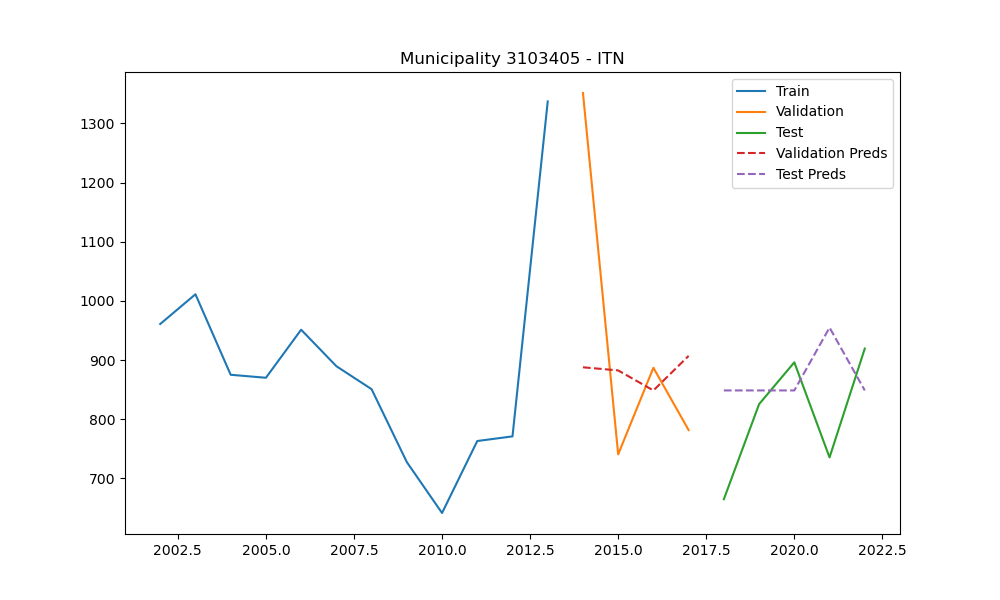 Municipality 3103405 - ITN
Train
Validation
Test
Validation Preds
Test Preds
1300
1200
1100
1000
900
800
700
2002.5 2005.0 2007.5 2010.0 2012.5 2015.0 2017.5 2020.0 2022.5